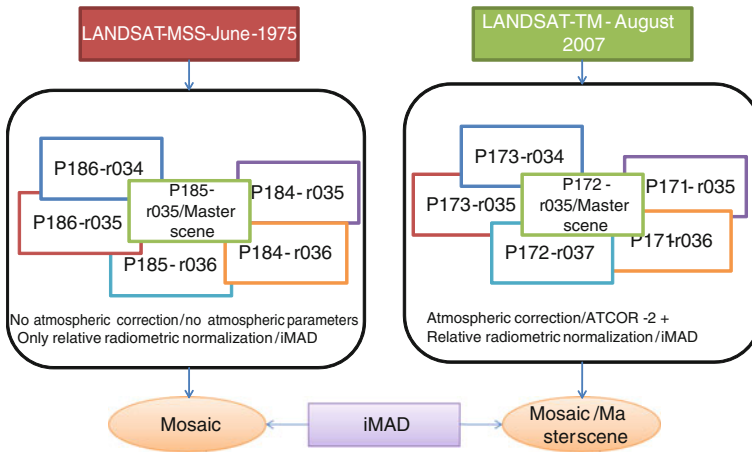 LANDSAT-MSS-June-1975
LANDSAT-TM-August
2007
P186-r034
P185-
r035/Master
scene
P184-r035
P186-r035
P184-r036
P185-r036
No atmospheric correction/no atmospheric parameters
Only relative radiometric normalization/iMAD
P173-r034
P172-
r035/Master
scene
P171-r035
P173-r035
P171-r036
P172-r037
Atmospheric correction/ATCOR-2 +
Relative radiometric normalization/iMAD
Mosaic
iMAD
Mosaic/Ma
sterscene